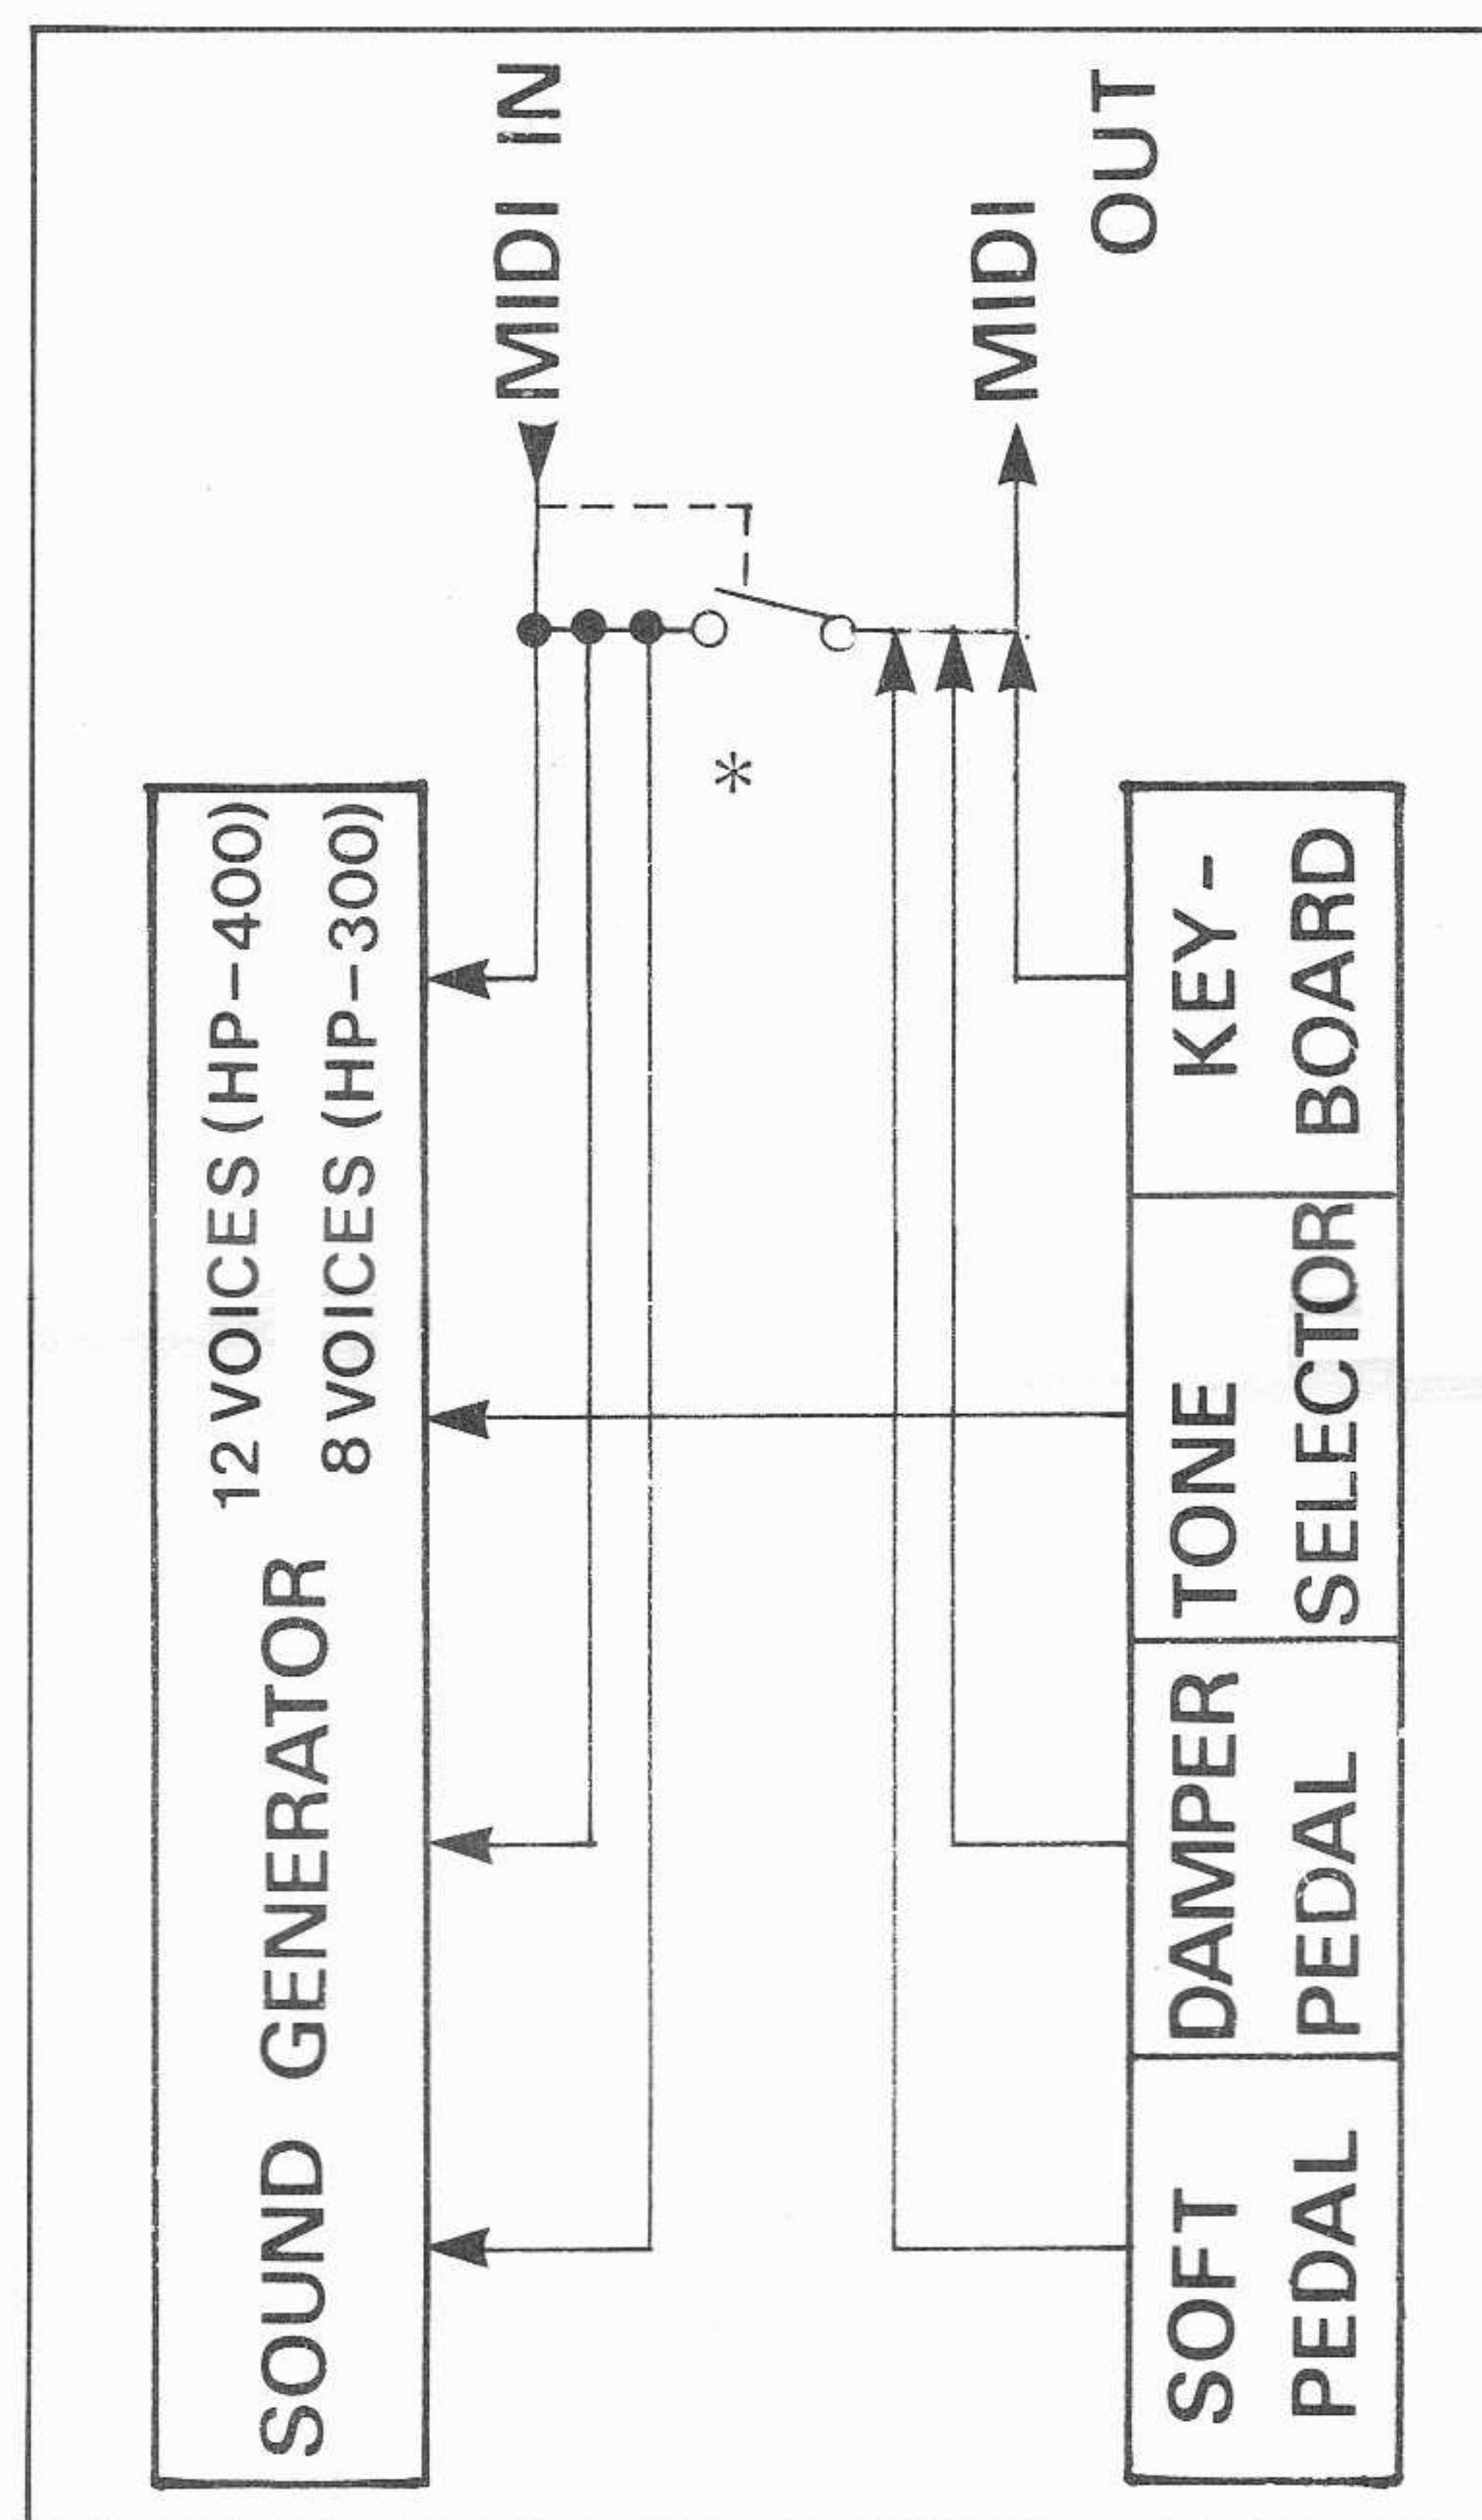 SOUND GENERATOR
12 VOICES (HP-400)
8 VOICES (HP-300)
MIDI IN
*
MIDI
OUT
SOFT
PEDAL
DAMPER
PEDAL
TONE
SELECTOR
KEY-
BOARD